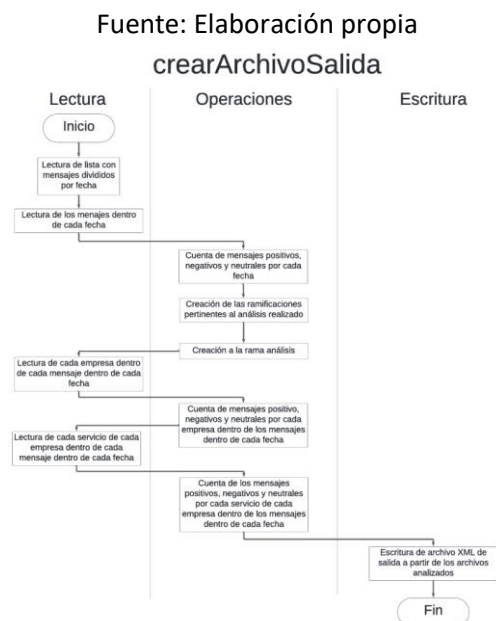 Fuente: Elaboración propia
crearArchivoSalida
Lectura
Operaciones
Escritura
Inicio
Lectura de lista con
mensajes divididos
por fecha
Lectura de los menajes dentro
de cada fecha
Cuenta de mensajes positivos,
negativos y neutrales por cada
fecha
Creación de las ramificaciones
pertinentes al análisis realizado
Creación a la rama análisis
Lectura de cada empresa dentro
de cada mensaje dentro de cada
fecha
Cuenta de mensajes positivo,
negativos y neutrales por cada
empresa dentro de los mensajes
dentro de cada fecha
Lectura de cada servicio de cada
empresa dentro de cada
mensaje dentro de cada fecha
Cuenta de los mensajes
positivos, negativos y neutrales
por cada servicio de cada
empresa dentro de los mensajes
dentro de cada fecha
Escritura de archivo XML de
salida a partir de los archivos
analizados
Fin